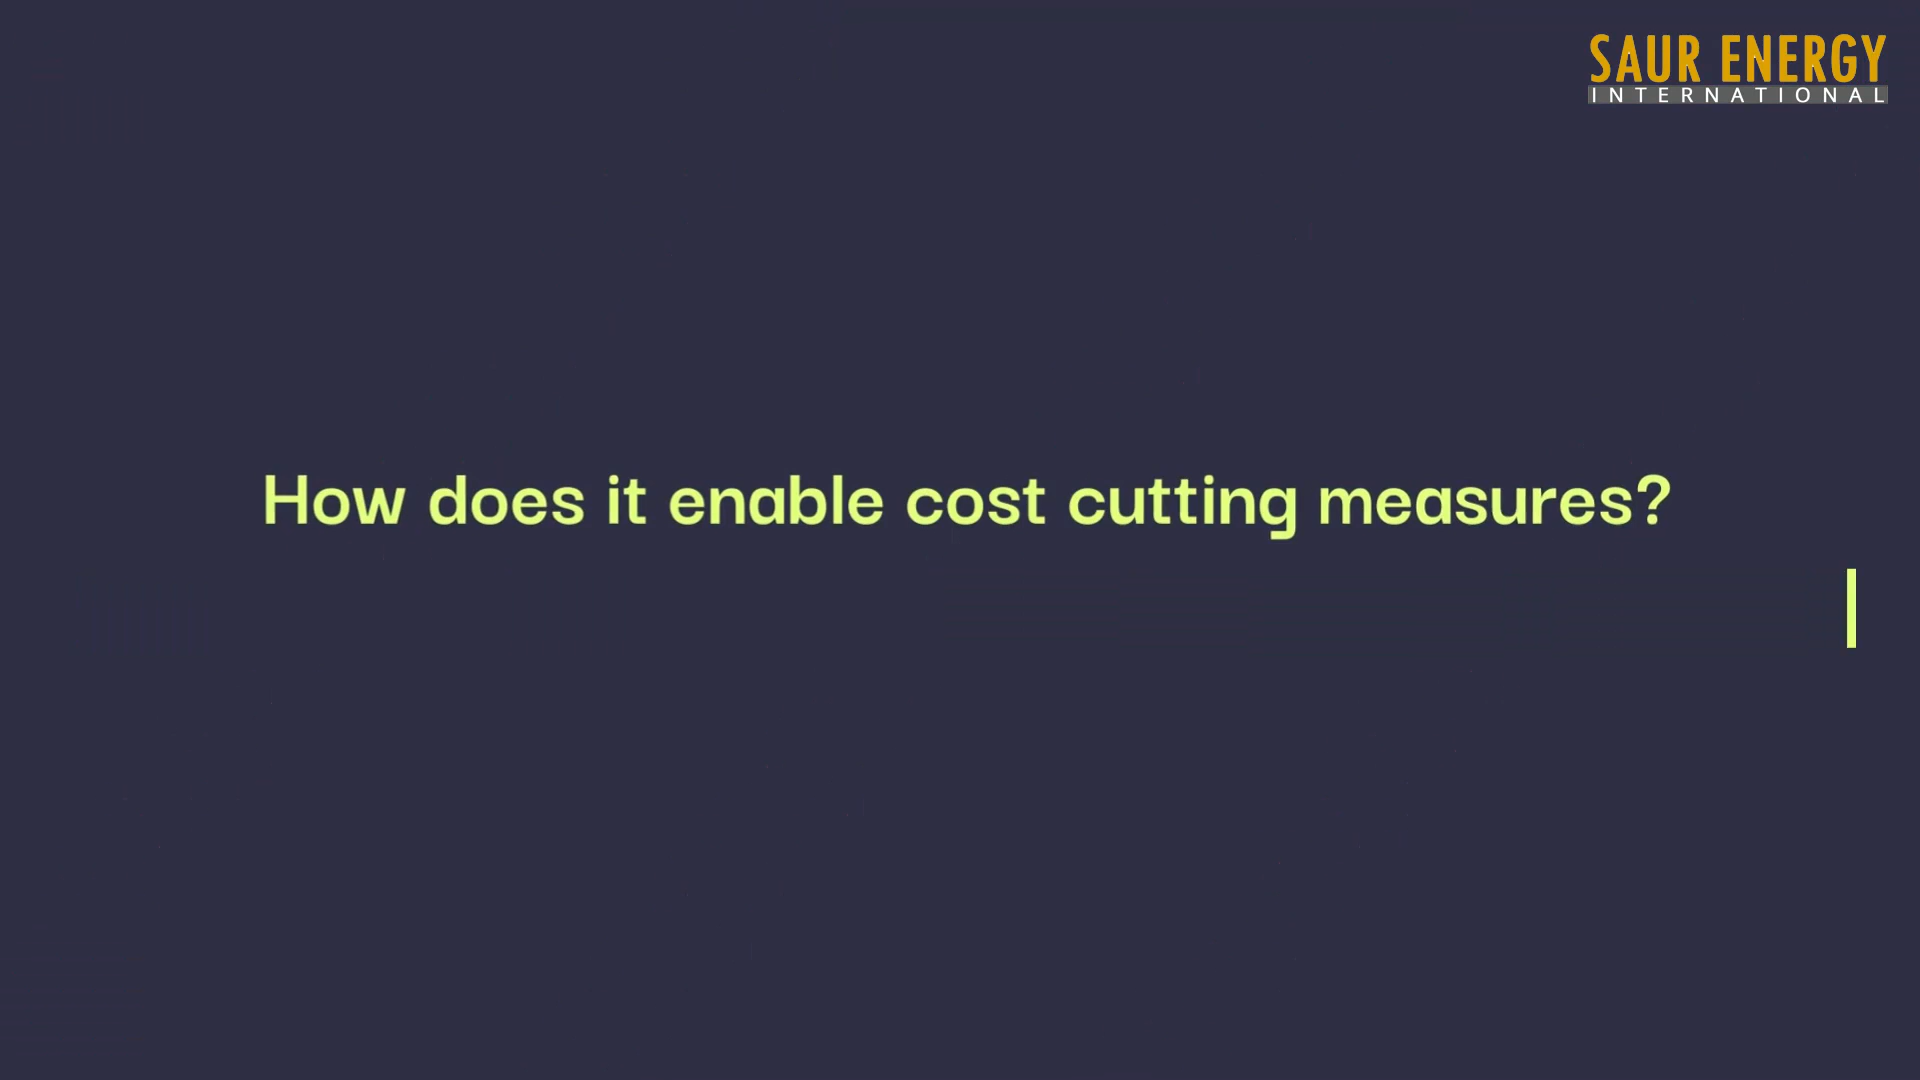 SAUR ENERGY
INTERNATIONAL
How does it enable cost cutting measures?